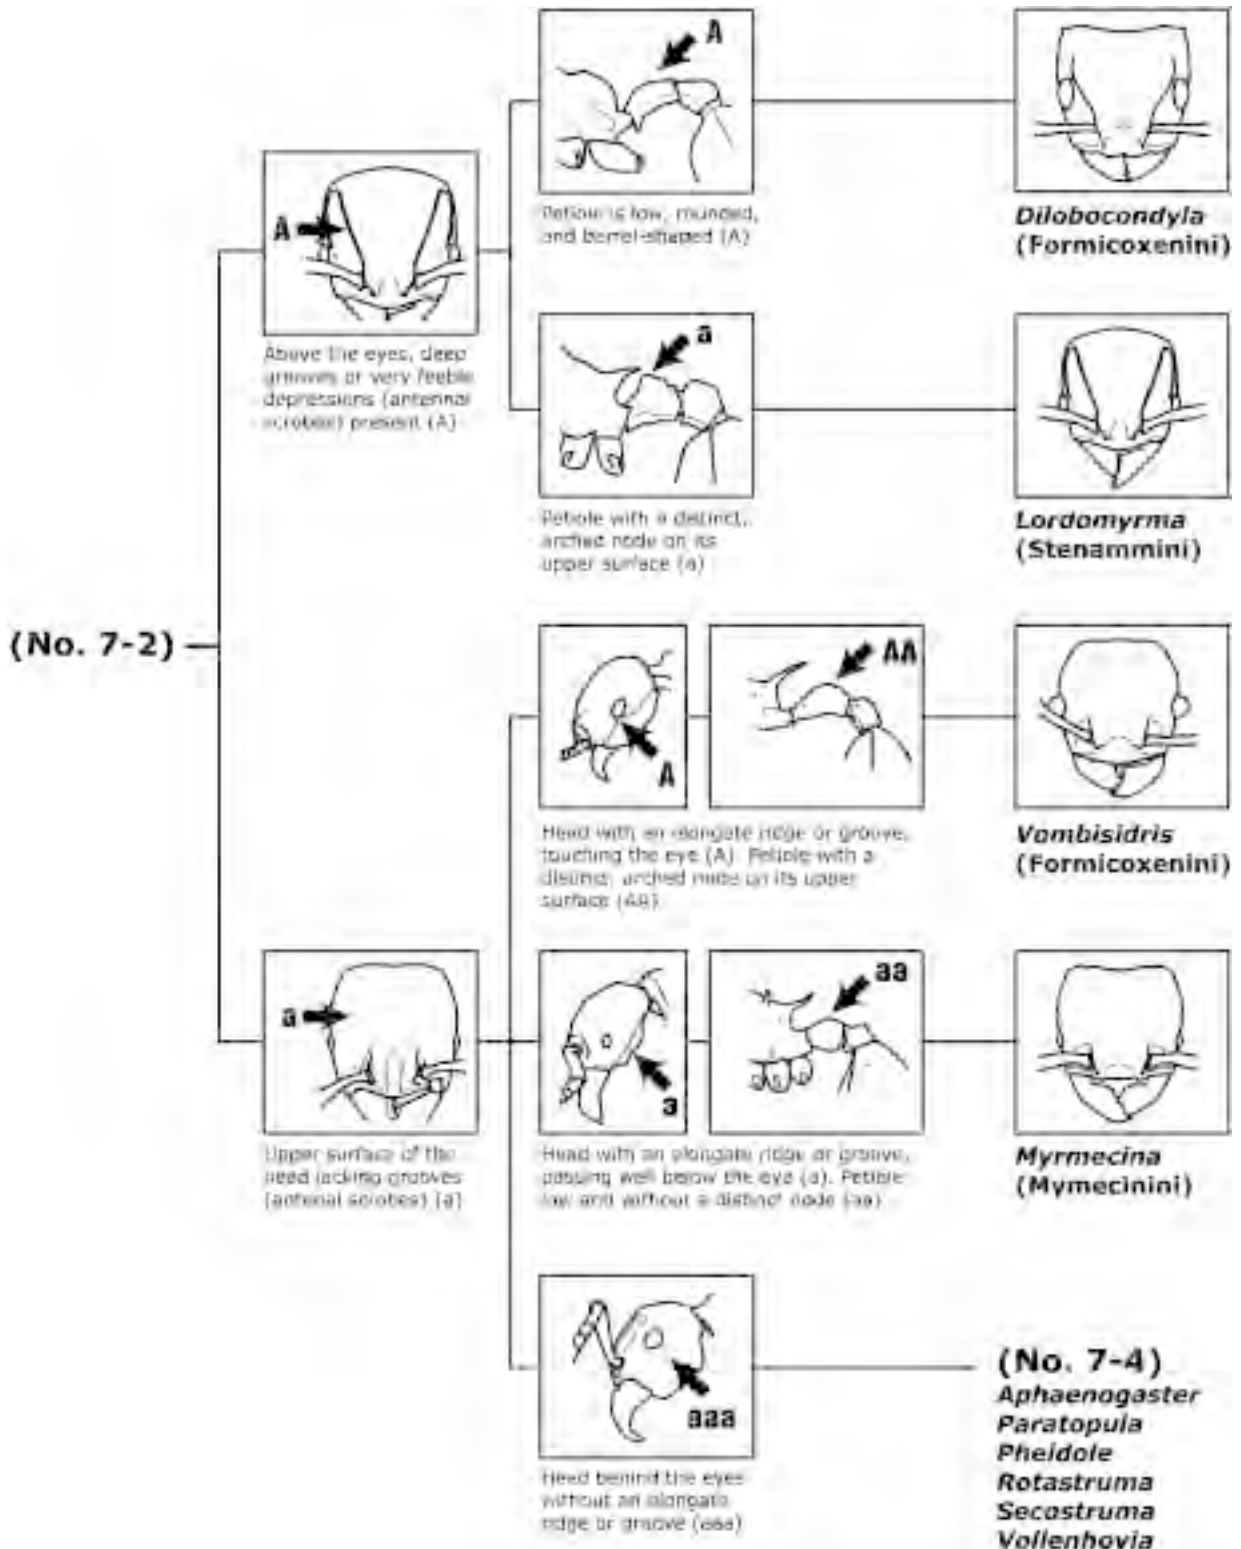 A
Petiole is low, rounded,
and barrel-shaped (A)
Dilobocondyla
(Formicoxenini)
A
Above the eyes, deep
grooves or very feeble
depressions (antennal
scrobes) present (A)
a
Petiole with a distinct,
arched node on its
upper surface (a)
Lordomyrma
(Stenammini)
(No. 7-2)
A
AA
Head with an elongate ridge or groove,
touching the eye (A). Petiole with a
distinct, arched node on its upper
surface (AA)
Vombisidris
(Formicoxenini)
a
Upper surface of the
head lacking grooves
(antenal scrobes) (a)
a
aa
Head with an elongate ridge or groove,
passing well below the eye (a). Petiole
low and without a distinct node (aa)
Myrmecina
(Mymecinini)
aaa
Head behind the eyes
without an elongate
ridge or groove (aaa)
(No. 7-4)
Aphaenogaster
Paratopula
Pheidole
Rotastruma
Secostruma
Vollenhovia